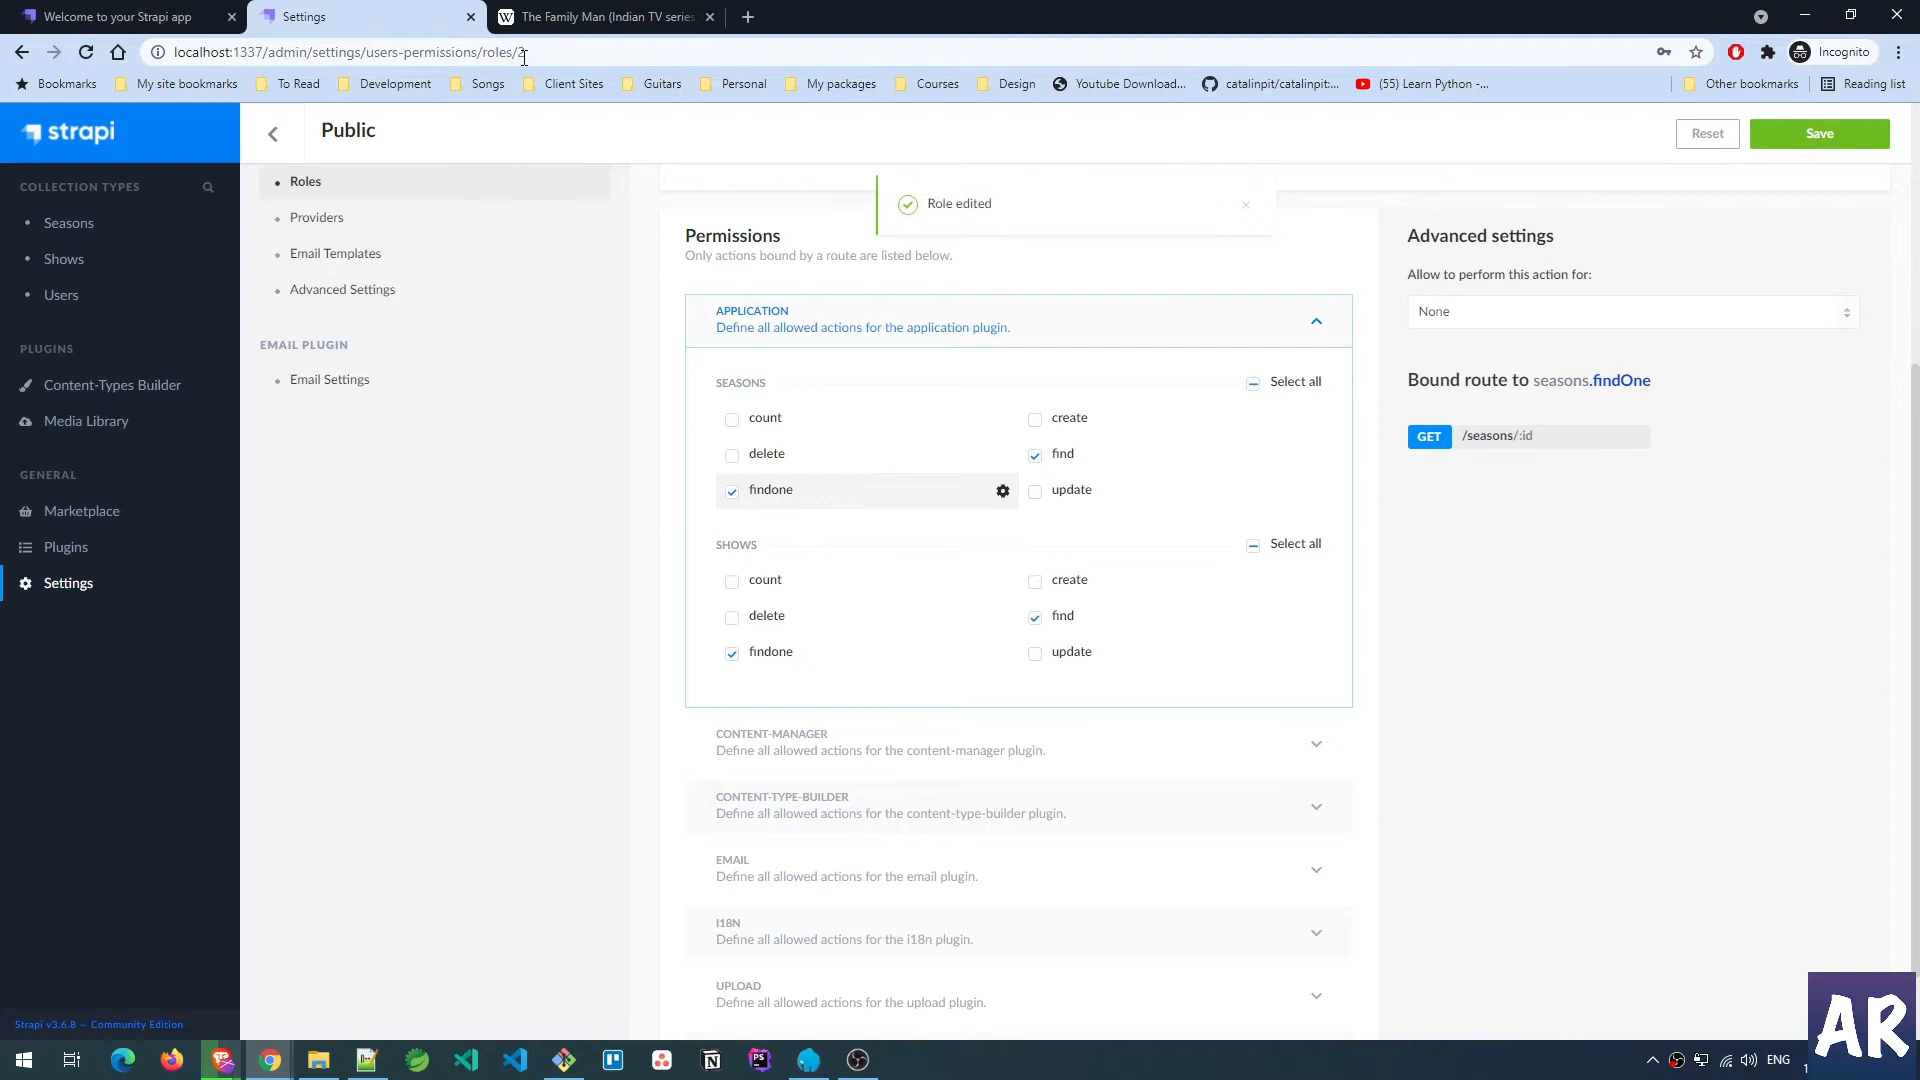 Welcome to your Strapi app
Settings
The Family Man (Indian TV series
localhost:1337/admin/settings/users-permissions/roles/2
Incognito
Bookmarks
My site bookmarks
To Read
Development
Songs
Client Sites
Guitars
Personal
My packages
Courses
Design
Youtube Download...
catalinpit/catalinpit:...
(55) Learn Python -...
Other bookmarks
Reading list
strapi
Public
Reset
Save
COLLECTION TYPES
Seasons
Shows
Users
PLUGINS
Content-Types Builder
Media Library
GENERAL
Marketplace
Plugins
Settings
Strapi v3.6.8 — Community Edition
Roles
Providers
Email Templates
Advanced Settings
EMAIL PLUGIN
Email Settings
Role edited
Permissions
Only actions bound by a route are listed below.
APPLICATION
Define all allowed actions for the application plugin.
SEASONS
Select all
count
create
delete
find
findone
update
SHOWS
Select all
count
create
delete
find
findone
update
CONTENT-MANAGER
Define all allowed actions for the content-manager plugin.
CONTENT-TYPE-BUILDER
Define all allowed actions for the content-type-builder plugin.
EMAIL
Define all allowed actions for the email plugin.
I18N
Define all allowed actions for the i18n plugin.
UPLOAD
Define all allowed actions for the upload plugin.
Advanced settings
Allow to perform this action for:
None
Bound route to seasons.findOne
GET /seasons/:id
ENG
AR